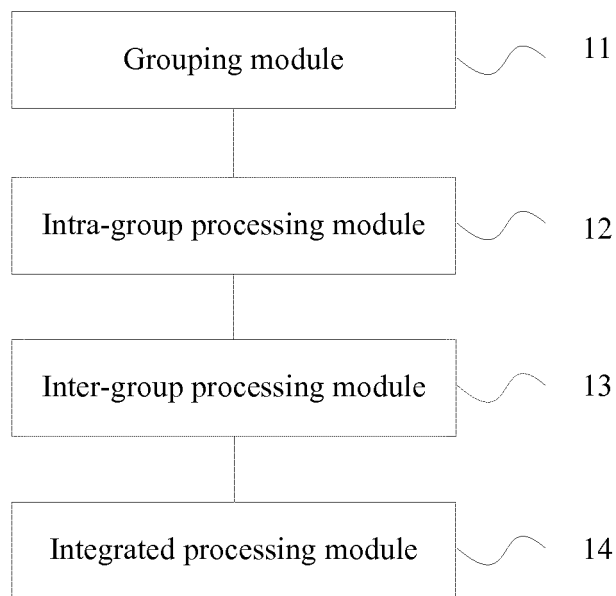 Grouping module 11
Intra-group processing module 12
Inter-group processing module 13
Integrated processing module 14